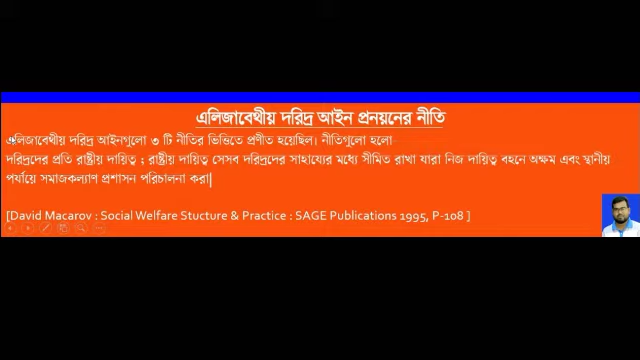 এলিজাবেথীয় দরিদ্র আইন প্রনয়নের নীতি
এলিজাবেথীয় দরিদ্র আইনগুলো ৩ টি নীতির ভিত্তিতে প্রণীত হয়েছিল। নীতিগুলো হলো-
দরিদ্রদের প্রতি রাষ্ট্রীয় দায়িত্ব ; রাষ্ট্রীয় দায়িত্ব সেসব দরিদ্রদের সাহায্যের মধ্যে সীমিত রাখা যারা নিজ দায়িত্ব বহনে অক্ষম এবং স্থানীয়
পর্যায়ে সমাজকল্যাণ প্রশাসন পরিচালনা করা
[David Macarov : Social Welfare Stucture & Practice : SAGE Publications 1995, P-108 ]